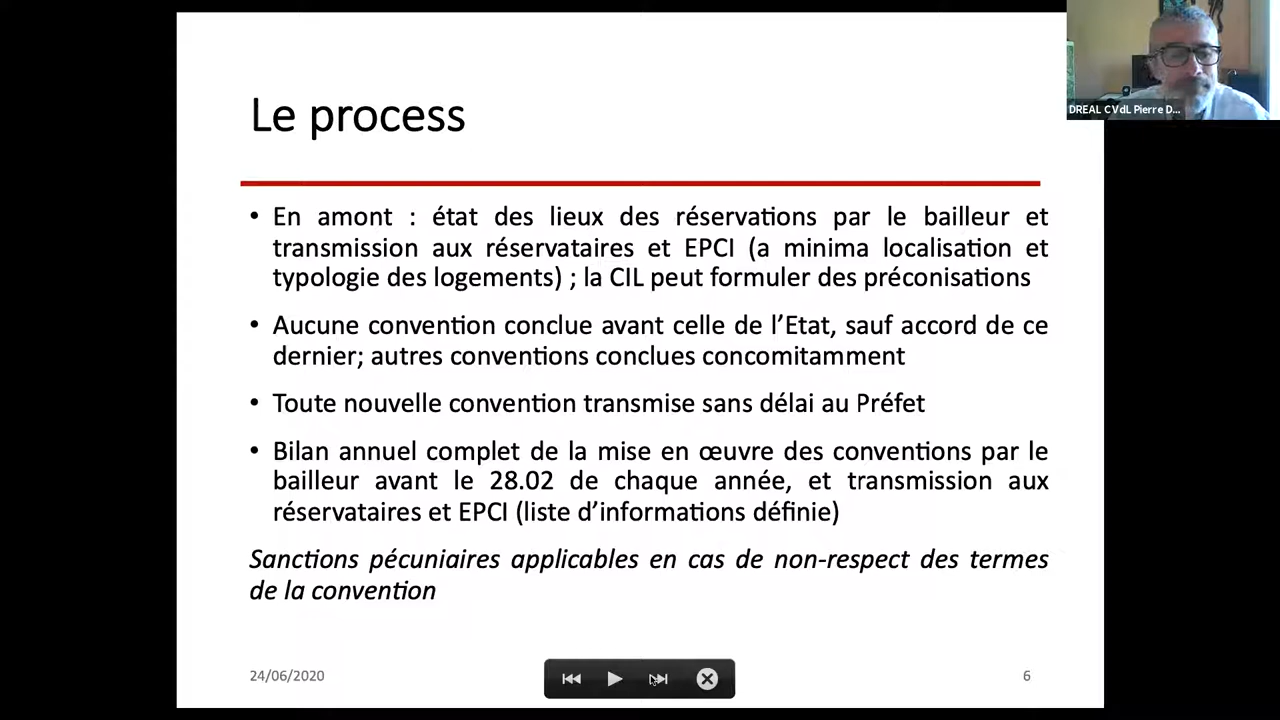 DREAL CVdL Pierre D...
Le process
• En amont : état des lieux des réservations par le bailleur et
transmission aux réservataires et EPCI (a minima localisation et
typologie des logements) ; la CIL peut formuler des préconisations
• Aucune convention conclue avant celle de l’Etat, sauf accord de ce
dernier; autres conventions conclues concomitamment
• Toute nouvelle convention transmise sans délai au Préfet
• Bilan annuel complet de la mise en œuvre des conventions par le
bailleur avant le 28.02 de chaque année, et transmission aux
réservataires et EPCI (liste d’informations définie)
Sanctions pécuniaires applicables en cas de non-respect des termes
de la convention
24/06/2020
6